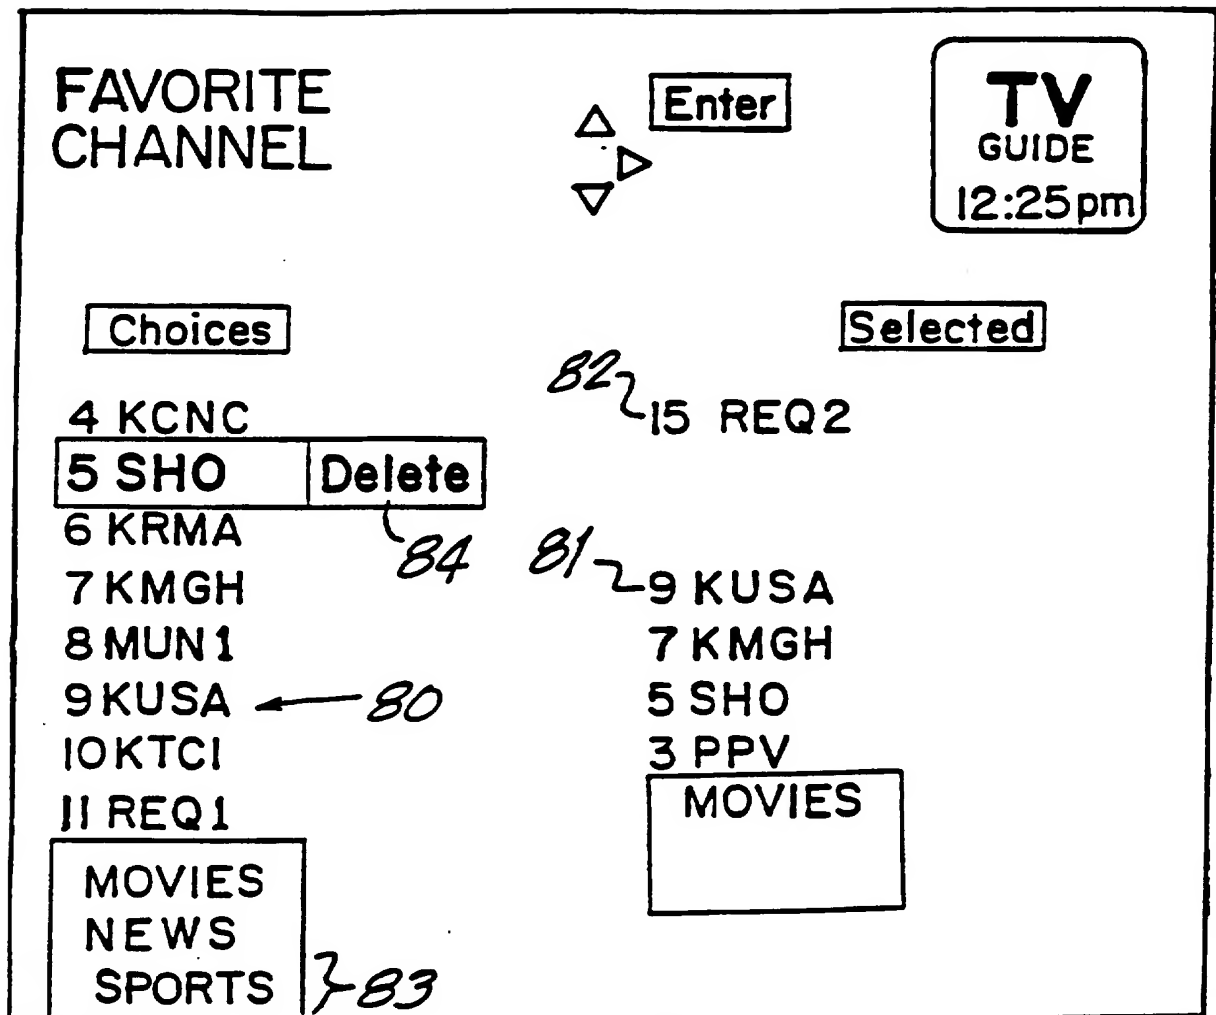 FAVORITE
CHANNEL
Enter
TV
GUIDE
12:25pm
Choices
Selected
82
4 KCNC
15 REQ2
5 SHO Delete
6 KRMA
84
81
7 KMGH
9 KUSA
8 MUN1
7 KMGH
9 KUSA
80
5 SHO
10 KTCI
3 PPV
11 REQ1
MOVIES
MOVIES
NEWS
SPORTS
83